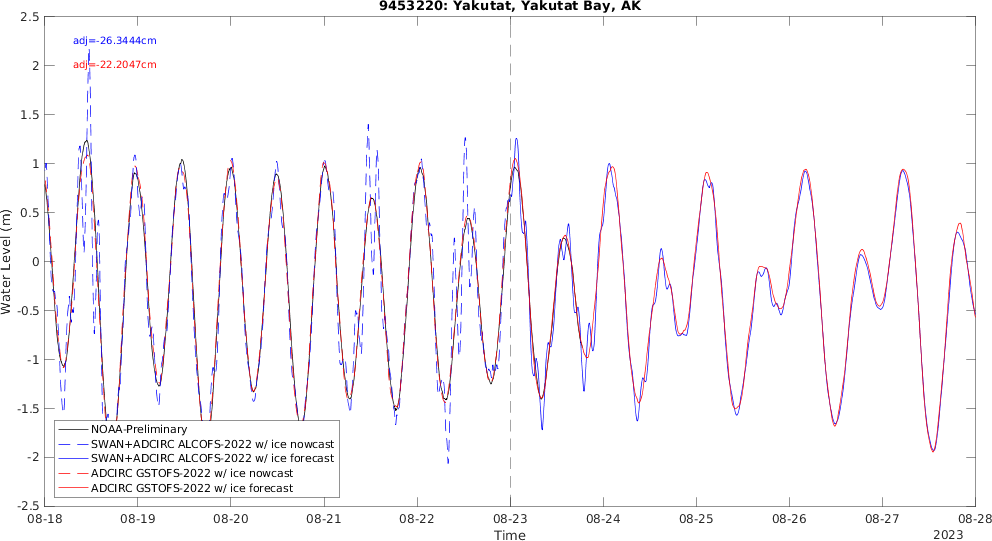 9453220: Yakutat, Yakutat Bay, AK
2.5
2
1.5
1
0.5
0
-0.5
-1
-1.5
-2
-2.5
Water Level (m)
adj=-26.3444cm
adj=-22.2047cm
NOAA-Preliminary
SWAN+ADCIRC ALCOFS-2022 w/ ice nowcast
SWAN+ADCIRC ALCOFS-2022 w/ ice forecast
ADCIRC GSTOFS-2022 w/ ice nowcast
ADCIRC GSTOFS-2022 w/ ice forecast
08-18 08-19 08-20 08-21 08-22 08-23 08-24 08-25 08-26 08-27 08-28
Time
2023